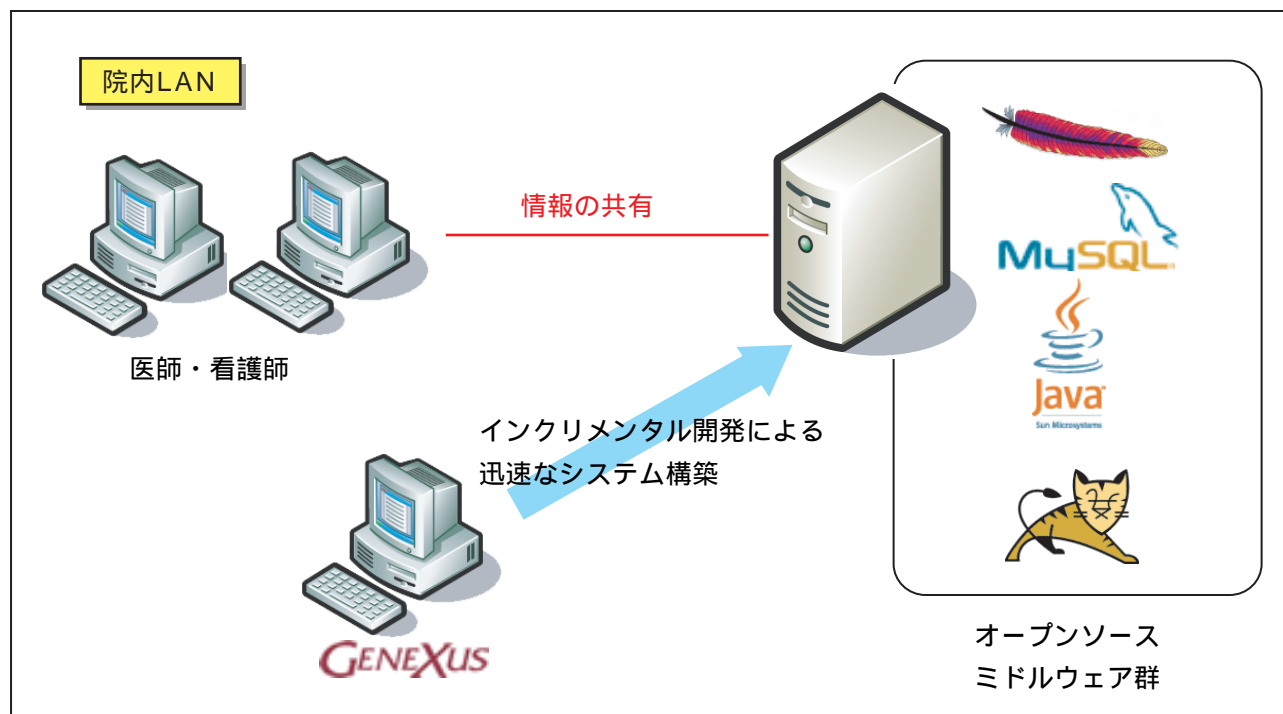 院内LAN
情報の共有
医師・看護師
インクリメンタル開発による
迅速なシステム構築
GENEXUS
MySQL
Java
Sun Microsystems
オープンソース
ミドルウェア群